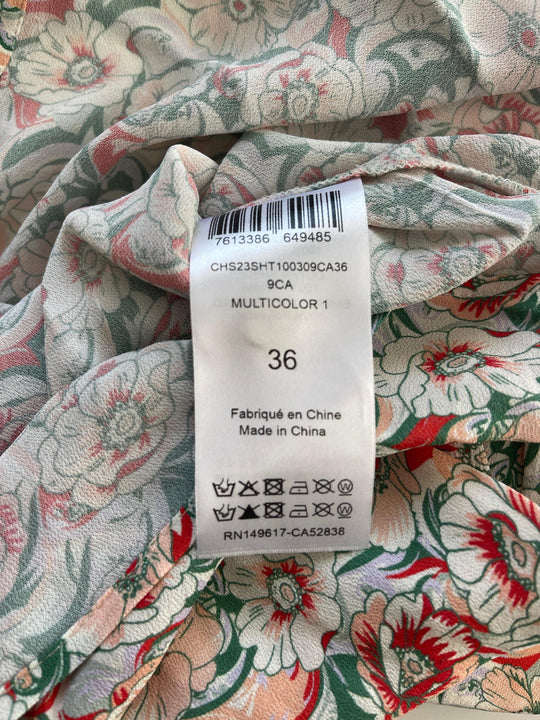 7613386 649485
CHS23SHT100309CA36
9CA
MULTICOLOR 1
36
Fabriqué en Chine
Made in China
RN149617-CA52838